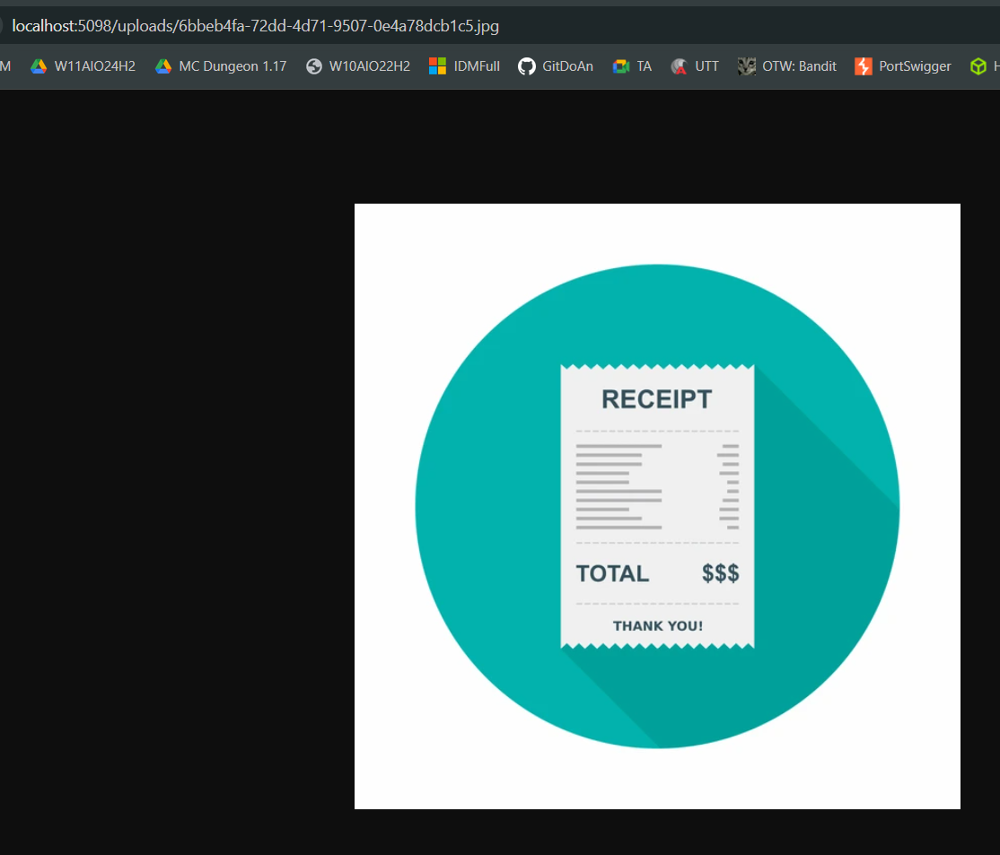 localhost:5098/uploads/6bbeb4fa-72dd-4d71-9507-0e4a78dcb1c5.jpg
M W11AIO24H2 MC Dungeon 1.17 W10AIO22H2 IDMFull GitDoAn TA UTT OTW: Bandit PortSwigger H
RECEIPT
TOTAL $$$
THANK YOU!